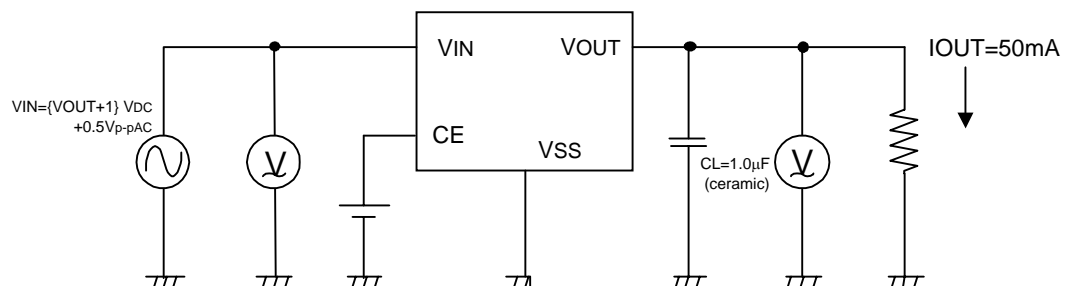 VIN
VOUT
IOUT=50mA
VIN={VOUT+1} VDC
+0.5Vp-pAC
CE
VSS
V
CL=1.0μF
(ceramic)
V